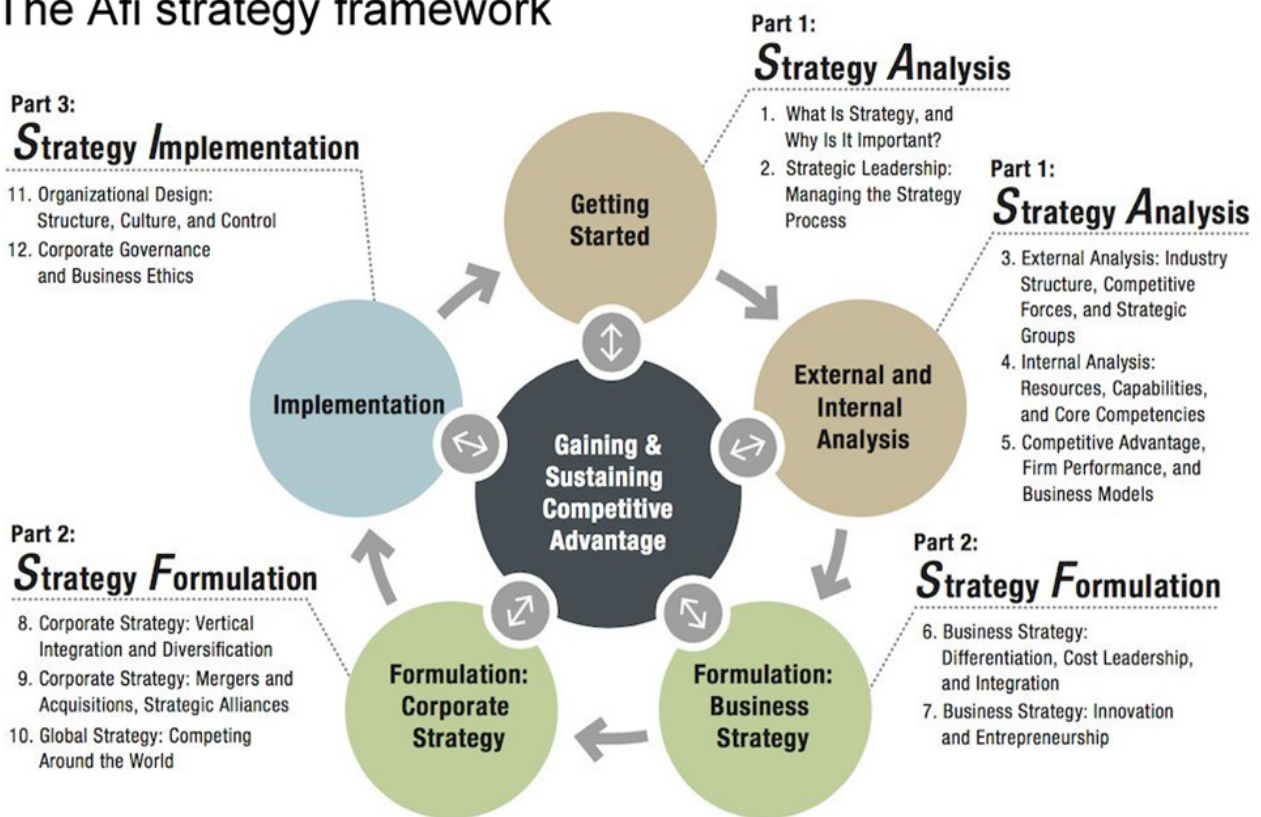 The Afi strategy framework
Part 1:
Strategy Analysis
1. What Is Strategy, and
Why Is It Important?
2. Strategic Leadership:
Managing the Strategy
Process
Part 1:
Strategy Analysis
3. External Analysis: Industry
Structure, Competitive
Forces, and Strategic
Groups
4. Internal Analysis:
Resources, Capabilities,
and Core Competencies
5. Competitive Advantage,
Firm Performance, and
Business Models
Part 2:
Strategy Formulation
6. Business Strategy:
Differentiation, Cost Leadership,
and Integration
7. Business Strategy: Innovation
and Entrepreneurship
Part 2:
Strategy Formulation
8. Corporate Strategy: Vertical
Integration and Diversification
9. Corporate Strategy: Mergers and
Acquisitions, Strategic Alliances
10. Global Strategy: Competing
Around the World
Part 3:
Strategy Implementation
11. Organizational Design:
Structure, Culture, and Control
12. Corporate Governance
and Business Ethics
Getting
Started
External and
Internal
Analysis
Formulation:
Business
Strategy
Formulation:
Corporate
Strategy
Implementation
Gaining &
Sustaining
Competitive
Advantage